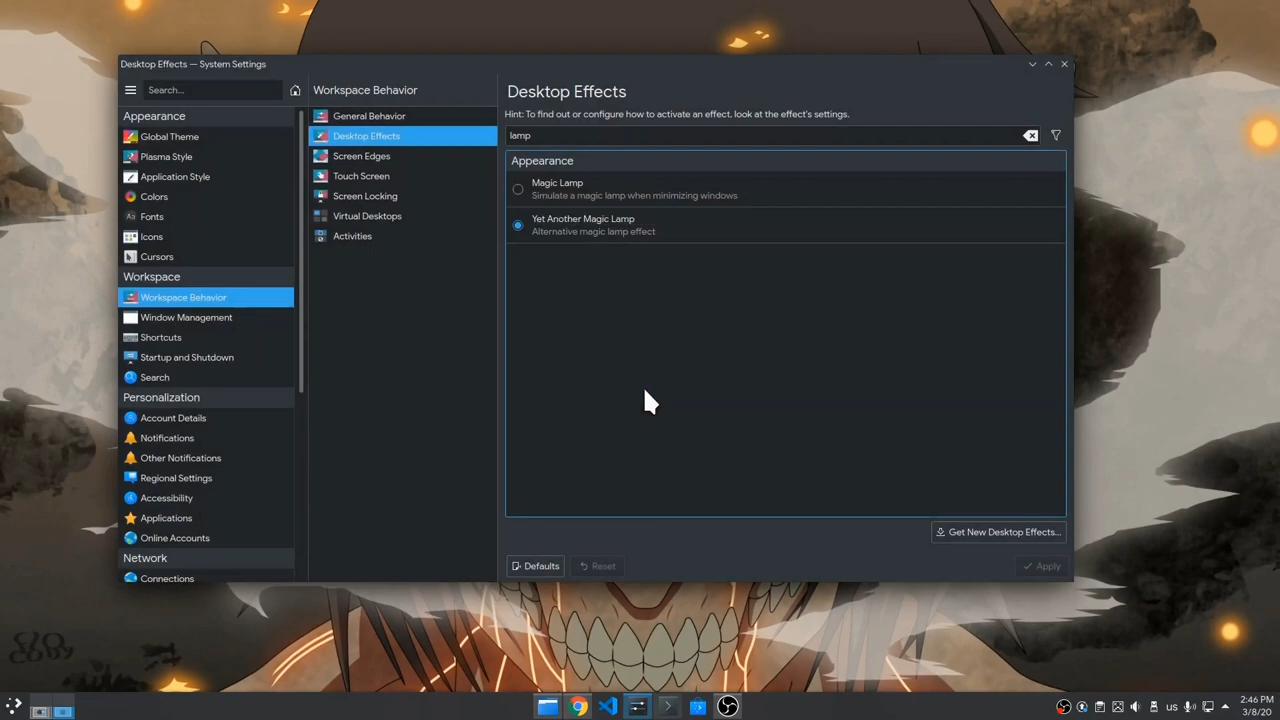 Desktop Effects — System Settings
Search...
Appearance
Global Theme
Plasma Style
Application Style
Colors
Fonts
Icons
Cursors
Workspace
Workspace Behavior
Window Management
Shortcuts
Startup and Shutdown
Search
Personalization
Account Details
Notifications
Other Notifications
Regional Settings
Accessibility
Applications
Online Accounts
Network
Connections
Workspace Behavior
General Behavior
Desktop Effects
Screen Edges
Touch Screen
Screen Locking
Virtual Desktops
Activities
Desktop Effects
Hint: To find out or configure how to activate an effect, look at the effect's settings.
lamp
Appearance
Magic Lamp
Simulate a magic lamp when minimizing windows
Yet Another Magic Lamp
Alternative magic lamp effect
Get New Desktop Effects...
Defaults
Reset
Apply
US
2:46 PM
3/8/20